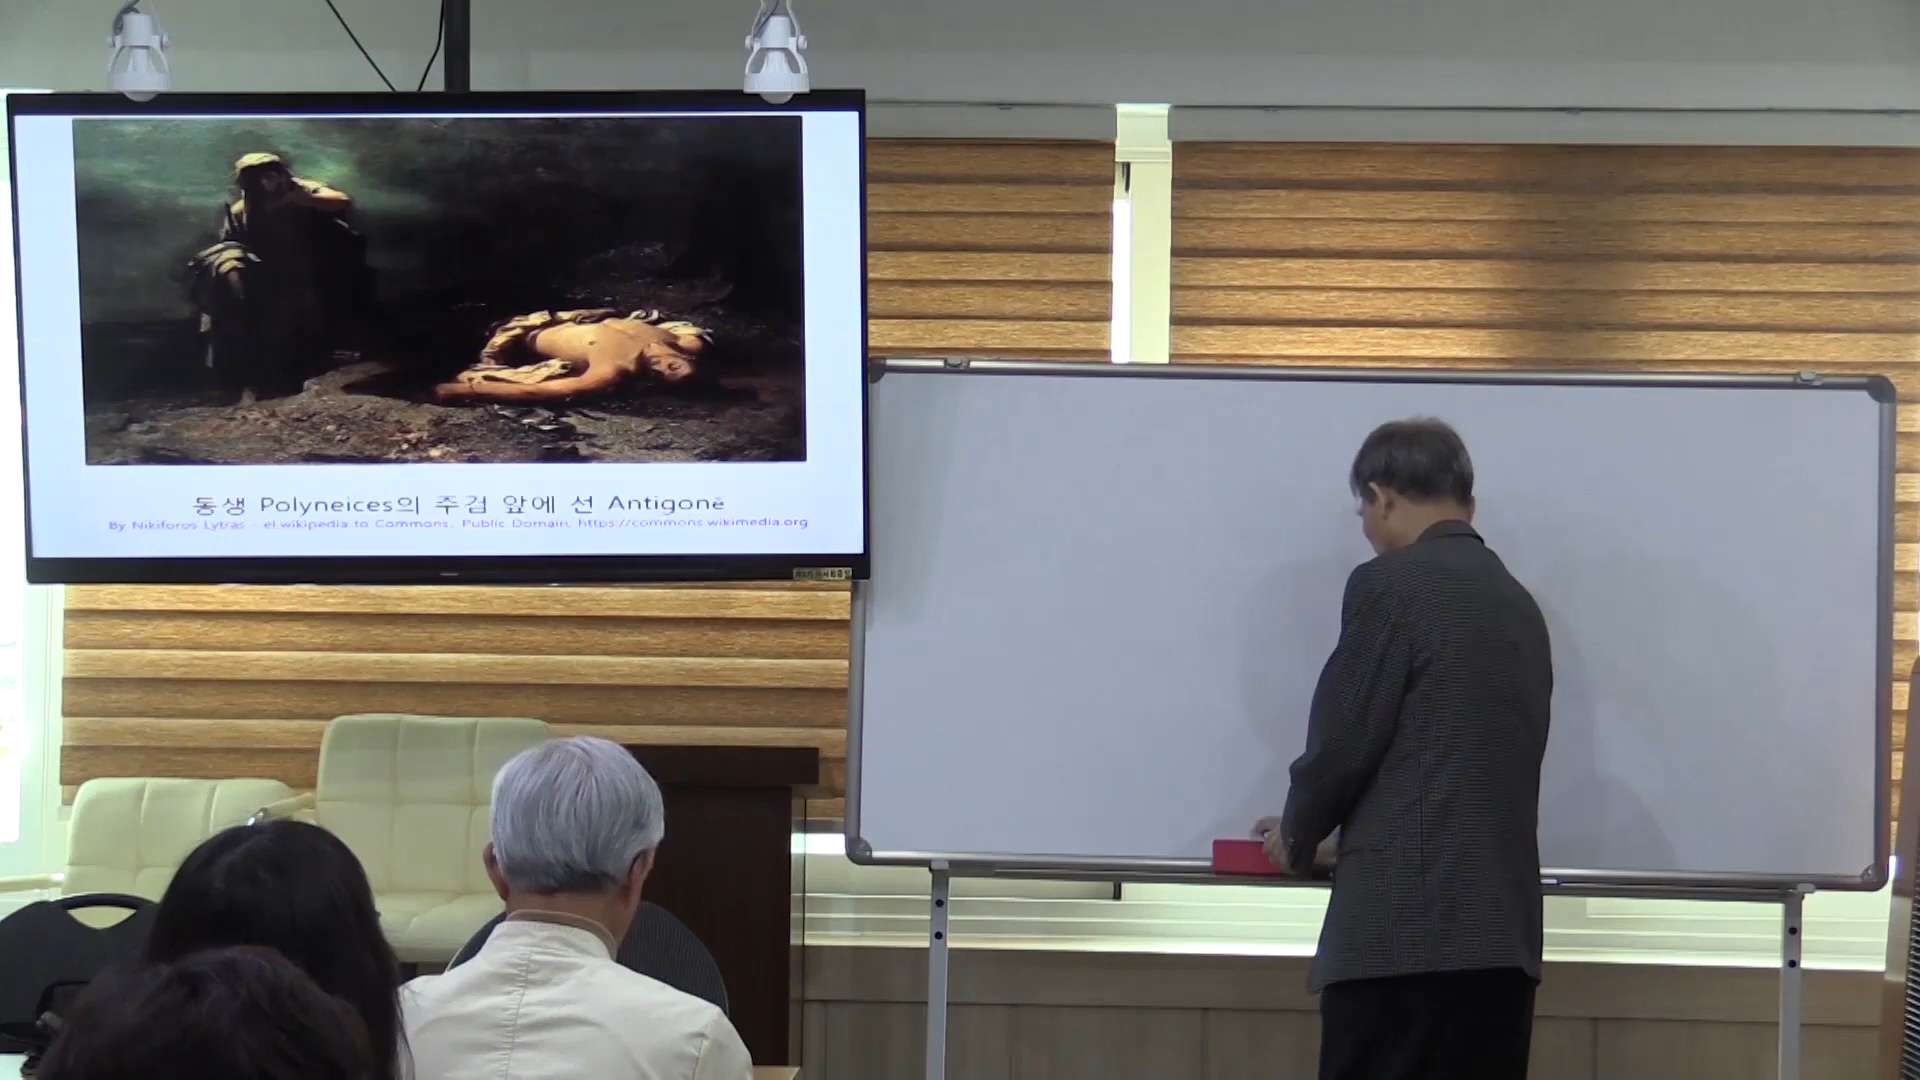 동생 Polyneices의 주검 앞에 선 Antigonē
By Nikiforos Lytras - el.wikipedia to Commons., Public Domain, https://commons.wikimedia.org